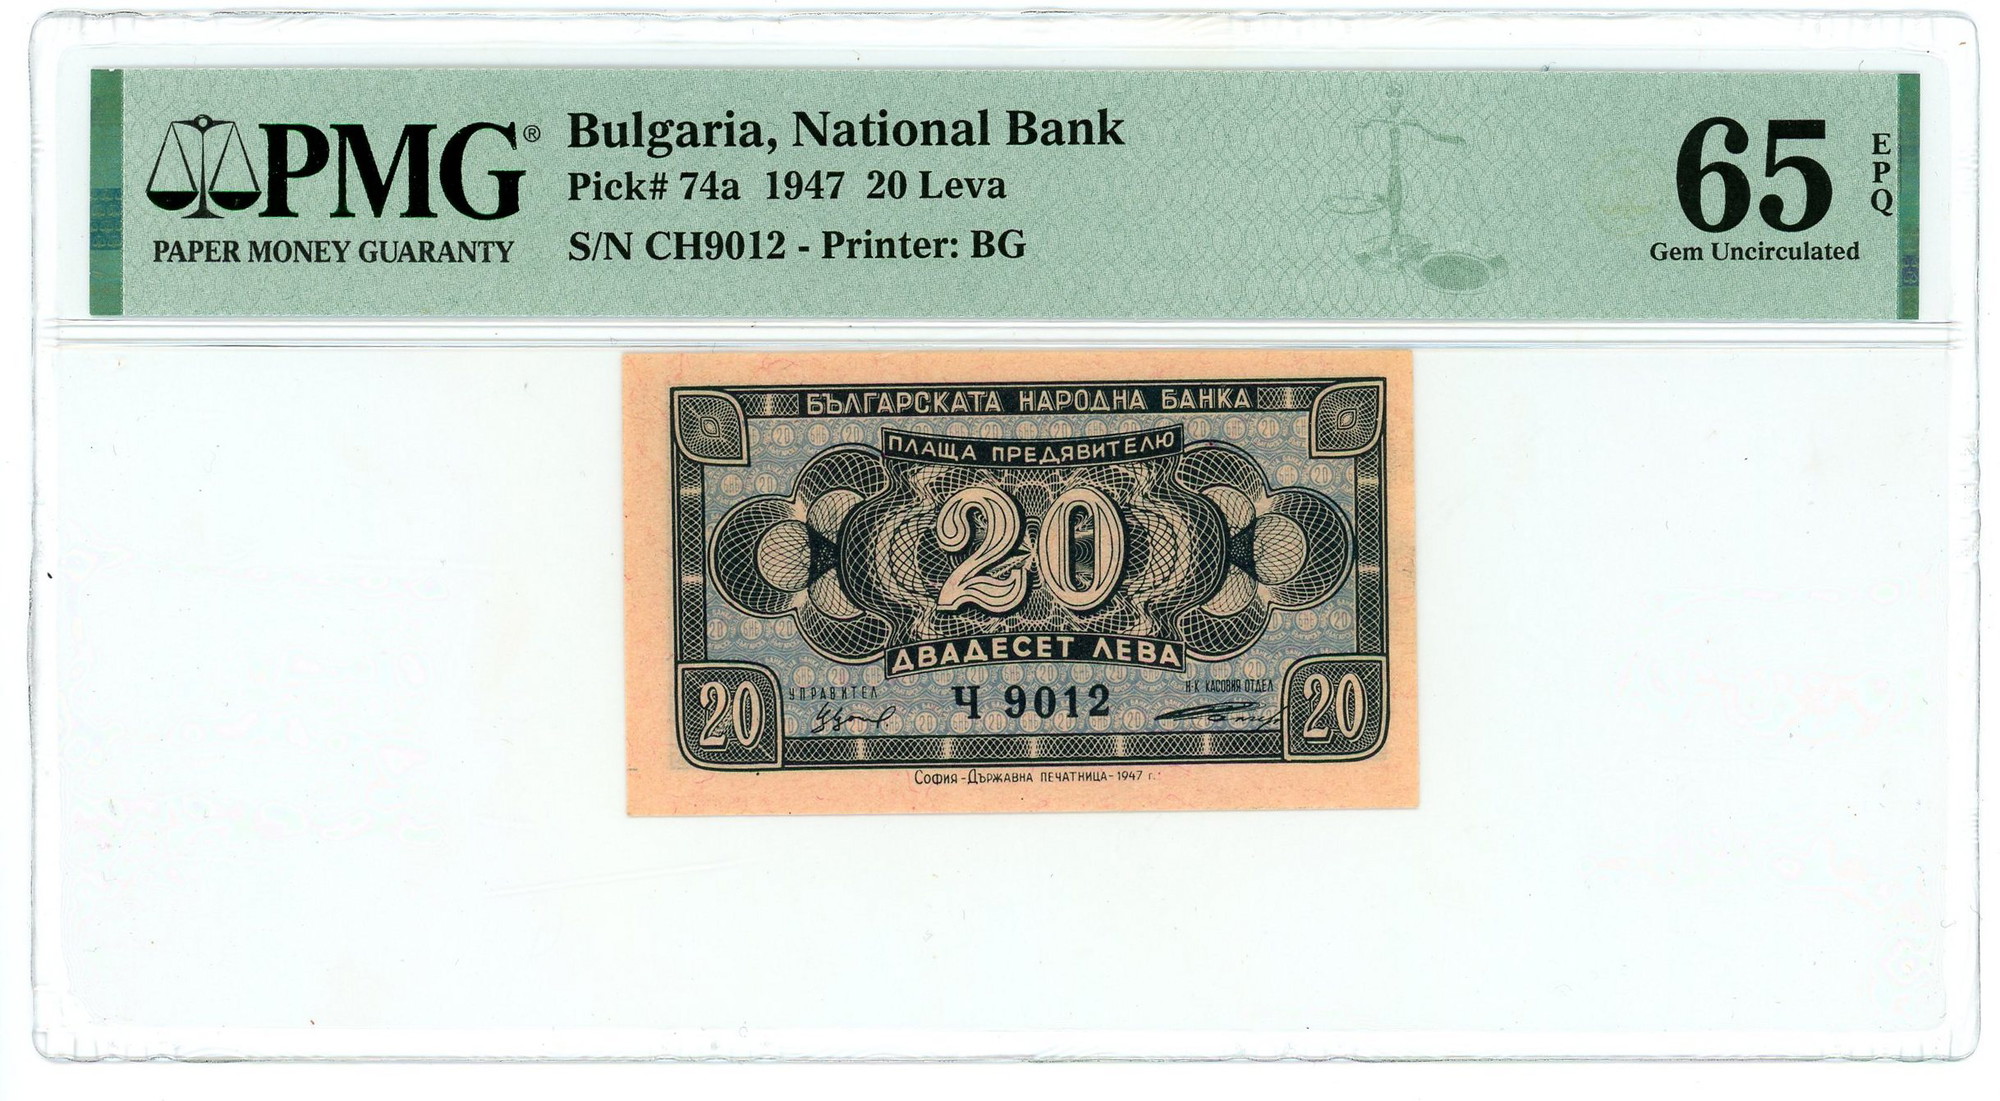 PMG®
PAPER MONEY GUARANTY
Bulgaria, National Bank
Pick# 74a 1947 20 Leva
S/N CH9012 - Printer: BG
65
EPQ
Gem Uncirculated
БЪЛГАРСКАТА НАРОДНА БАНКА
ПЛАЩА ПРЕДЯВИТЕЛЮ
20
ДВАДЕСЕТ ЛЕВА
УПРАВИТЕЛ
Ч 9012
Н-К КАСОВИЯ ОТДЕЛ
20
20
СОФИЯ - ДЪРЖАВНА ПЕЧАТНИЦА - 1947 г.